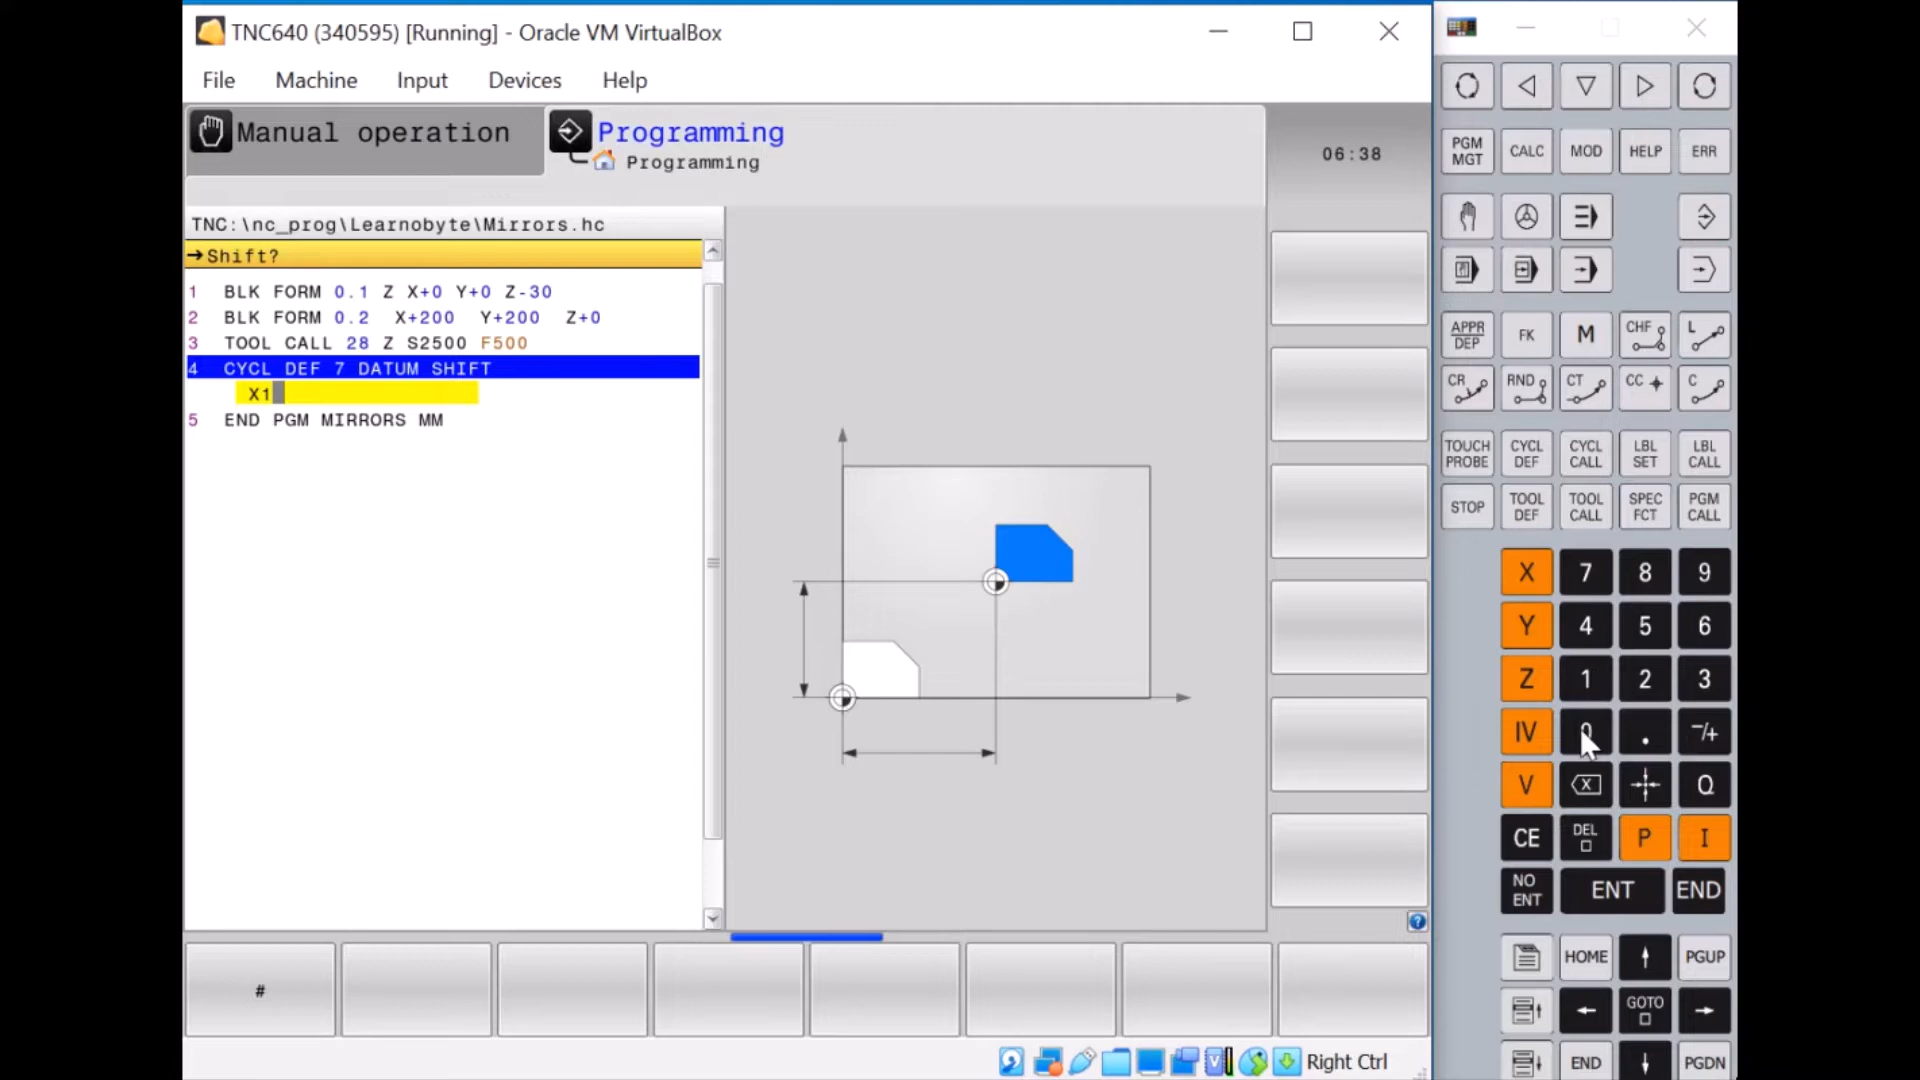 TNC640 (340595) [Running] - Oracle VM VirtualBox
File Machine Input Devices Help
Manual operation
Programming
Programming
06:38
TNC:\nc_prog\Learnobyte\Mirrors.hc
→Shift?
1 BLK FORM 0.1 Z X+0 Y+0 Z-30
2 BLK FORM 0.2 X+200 Y+200 Z+0
3 TOOL CALL 28 Z S2500 F500
4 CYCL DEF 7 DATUM SHIFT
X1
5 END PGM MIRRORS MM
#
Right Ctrl
PGM MGT CALC MOD HELP ERR
APPR DEP FK M CHF L
CR RND CT CC C
TOUCH PROBE CYCL DEF CYCL CALL LBL SET LBL CALL
STOP TOOL DEF TOOL CALL SPEC FCT PGM CALL
X 7 8 9
Y 4 5 6
Z 1 2 3
IV 0 . -/+
V X Q
CE DEL P I
NO ENT ENT END
HOME PGUP
GOTO
END PGDN